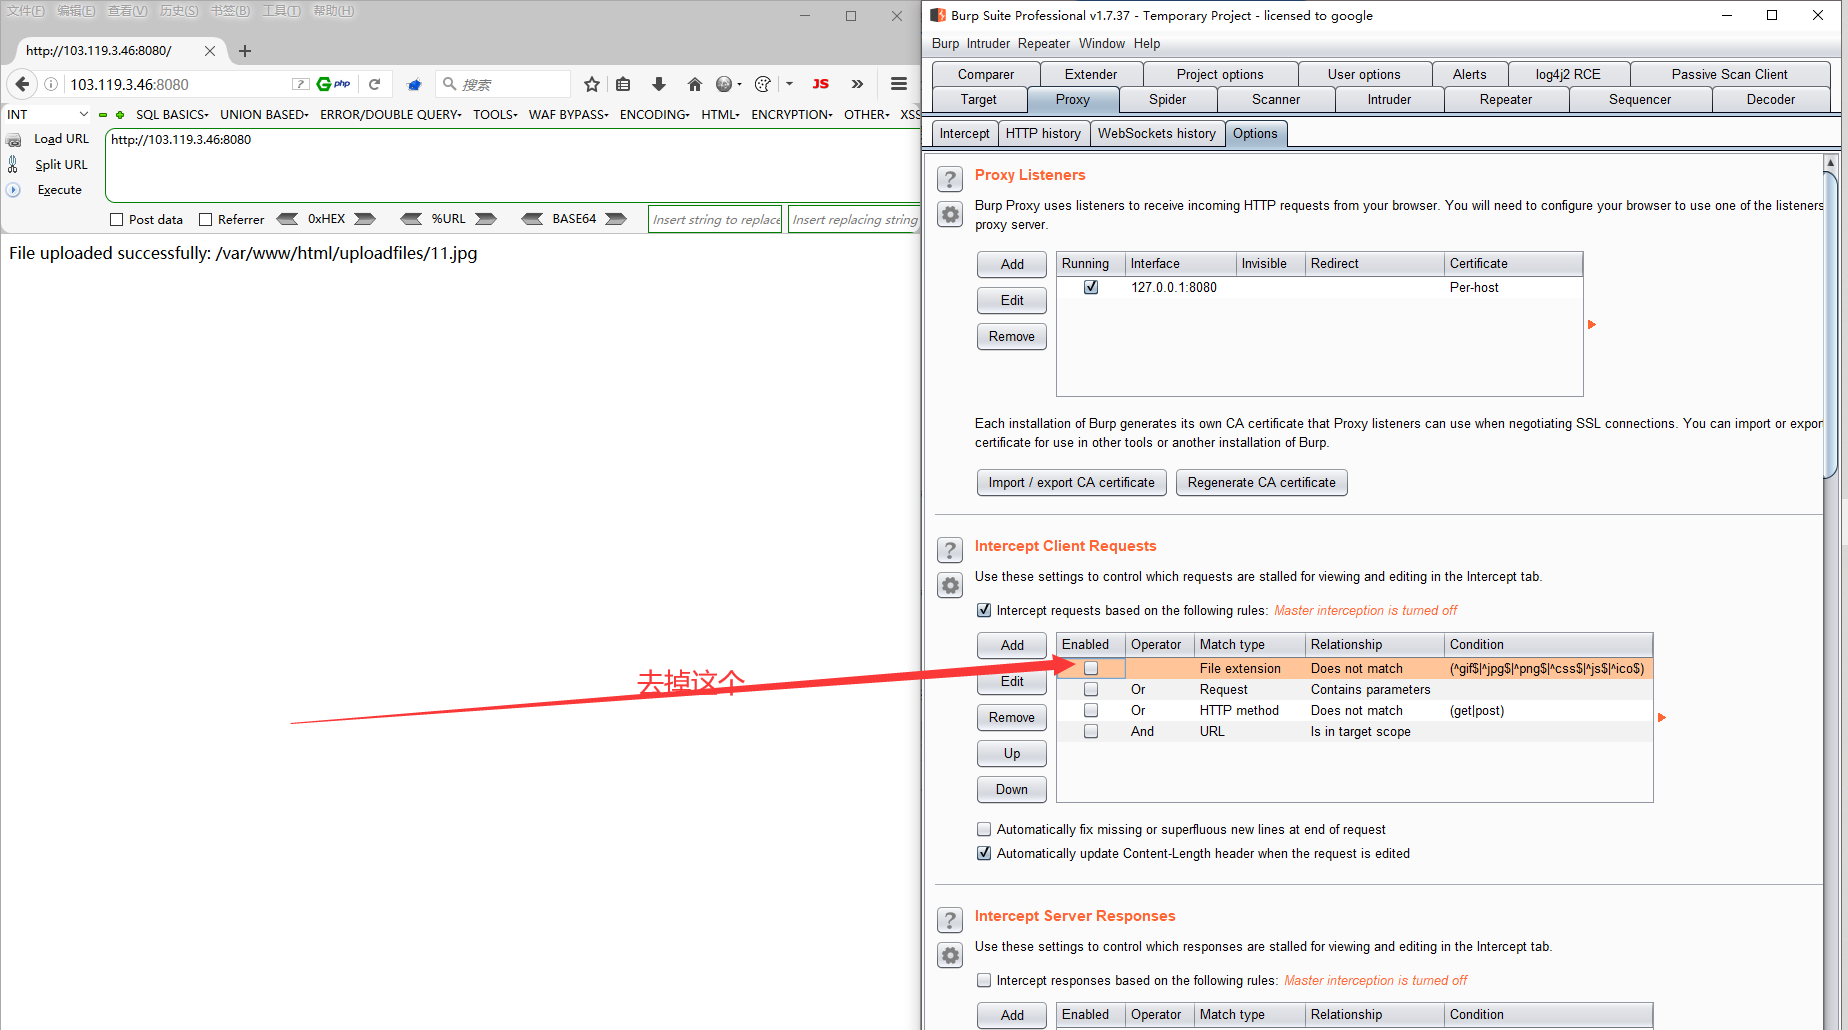 文件(F) 编辑(E) 查看(V) 历史(S) 书签(B) 工具(T) 帮助(H)
http://103.119.3.46:8080/
103.119.3.46:8080
php
搜索
JS
INT
SQL BASICS
UNION BASED
ERROR/DOUBLE QUERY
TOOLS
WAF BYPASS
ENCODING
HTML
ENCRYPTION
OTHER
XSS
Load URL
http://103.119.3.46:8080
Split URL
Execute
Post data
Referrer
0xHEX
%URL
BASE64
Insert string to replace
Insert replacing string
File uploaded successfully: /var/www/html/uploadfiles/11.jpg
去掉这个
Burp Suite Professional v1.7.37 - Temporary Project - licensed to google
Burp Intruder Repeater Window Help
Comparer Extender Project options User options Alerts log4j2 RCE Passive Scan Client
Target Proxy Spider Scanner Intruder Repeater Sequencer Decoder
Intercept HTTP history WebSockets history Options
?
Proxy Listeners
Burp Proxy uses listeners to receive incoming HTTP requests from your browser. You will need to configure your browser to use one of the listeners
proxy server.
Add
Edit
Remove
Running Interface Invisible Redirect Certificate
127.0.0.1:8080 Per-host
Each installation of Burp generates its own CA certificate that Proxy listeners can use when negotiating SSL connections. You can import or expor
certificate for use in other tools or another installation of Burp.
Import / export CA certificate
Regenerate CA certificate
?
Intercept Client Requests
Use these settings to control which requests are stalled for viewing and editing in the Intercept tab.
Intercept requests based on the following rules: Master interception is turned off
Add
Edit
Remove
Up
Down
Enabled Operator Match type Relationship Condition
File extension Does not match (^gif$|^jpg$|^png$|^css$|^js$|^ico$)
Or Request Contains parameters
Or HTTP method Does not match (get|post)
And URL Is in target scope
Automatically fix missing or superfluous new lines at end of request
Automatically update Content-Length header when the request is edited
?
Intercept Server Responses
Use these settings to control which responses are stalled for viewing and editing in the Intercept tab.
Intercept responses based on the following rules: Master interception is turned off
Add
Enabled Operator Match type Relationship Condition